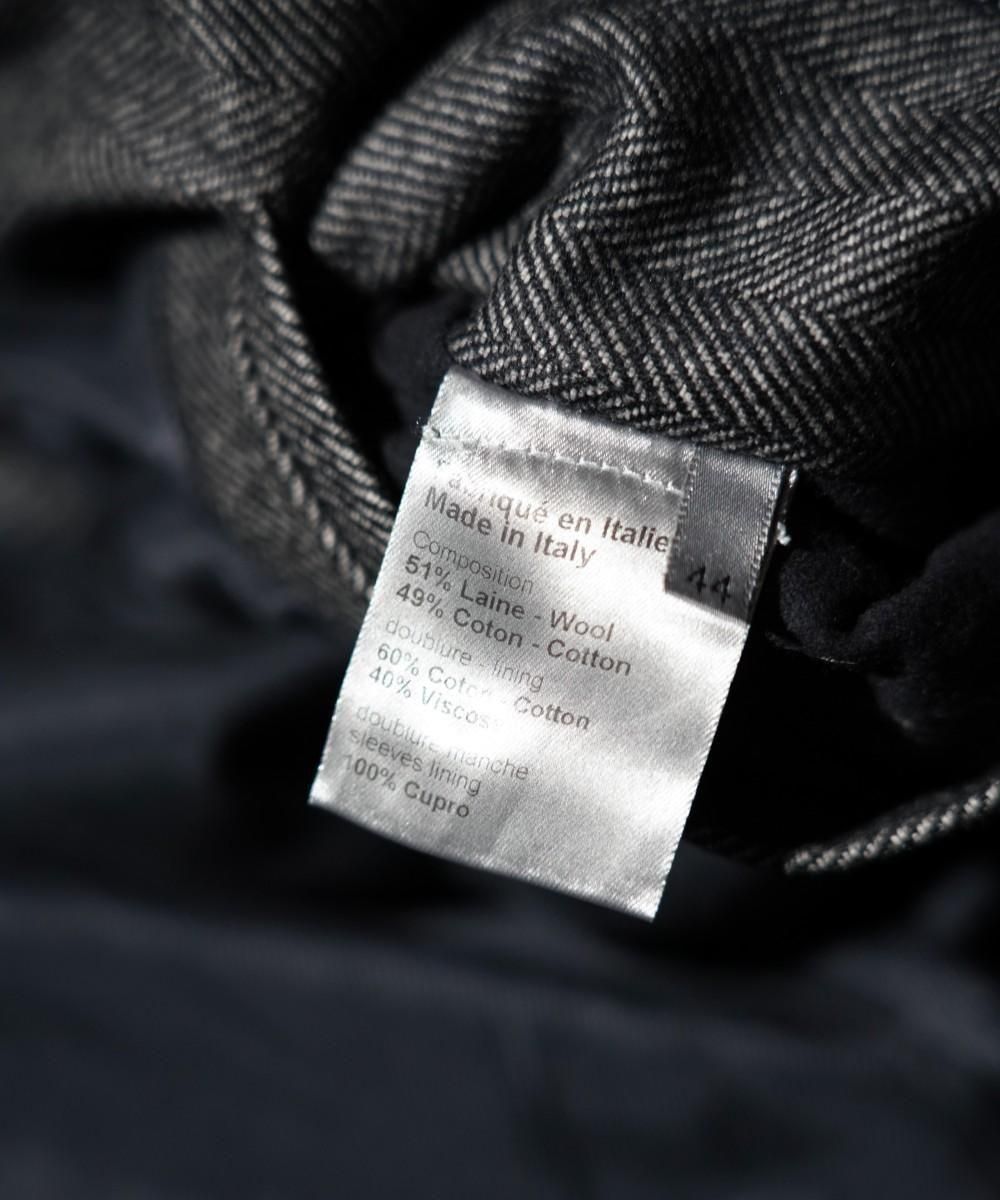 Fabriqué en Italie
Made in Italy
44
Composition
51% Laine - Wool
49% Coton - Cotton
doublure - lining
60% Coton - Cotton
40% Viscose
doublure manche
sleeves lining
100% Cupro